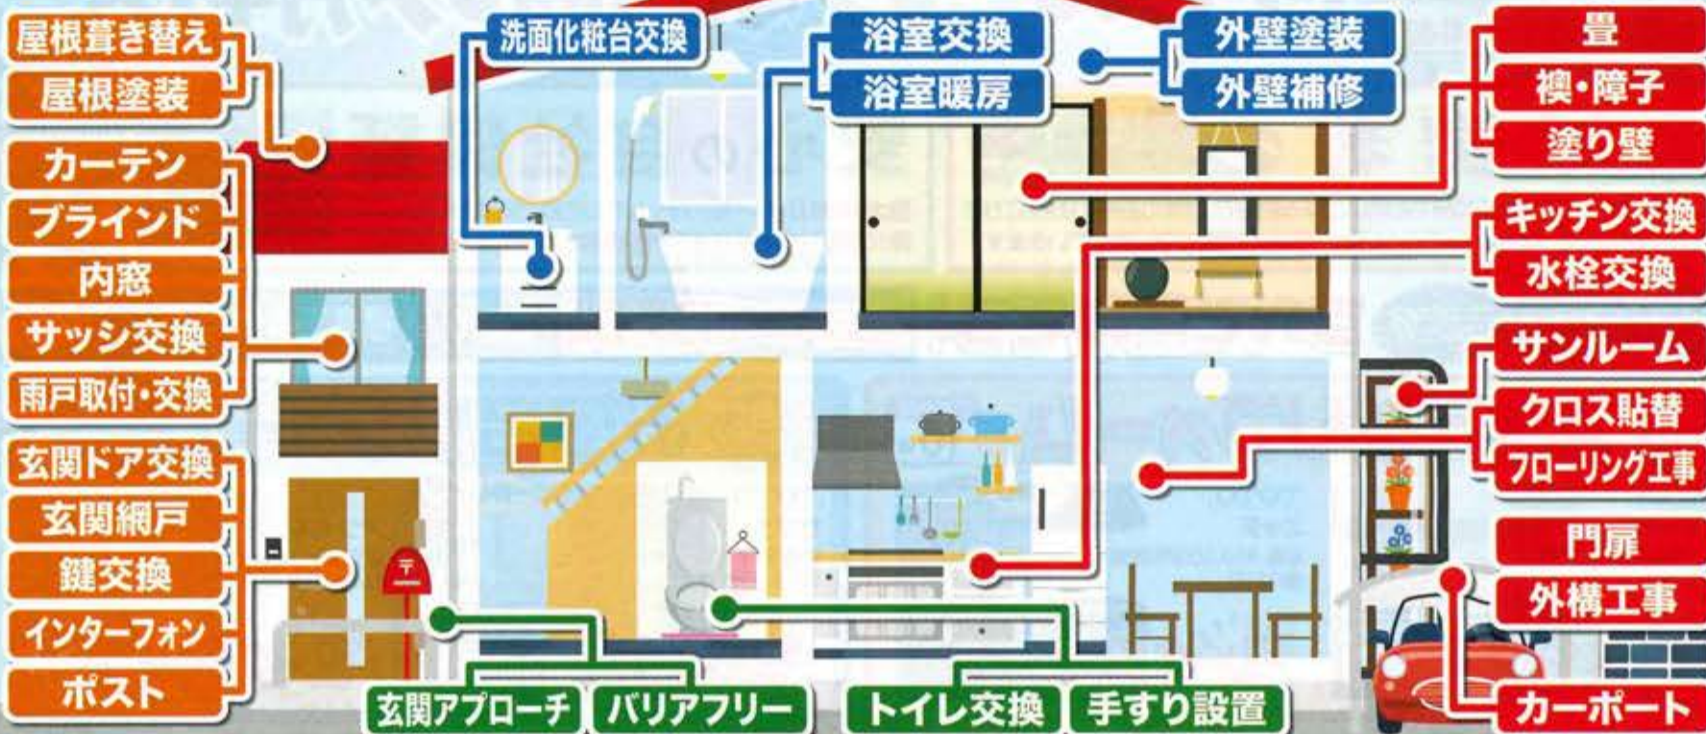 屋根葺き替え
屋根塗装
カーテン
ブラインド
内窓
サッシ交換
雨戸取付・交換
玄関ドア交換
玄関網戸
鍵交換
インターフォン
ポスト
洗面化粧台交換
浴室交換
浴室暖房
外壁塗装
外壁補修
畳
襖・障子
塗り壁
キッチン交換
水栓交換
サンルーム
クロス貼替
フローリング工事
門扉
外構工事
カーポート
〒
玄関アプローチ
バリアフリー
トイレ交換
手すり設置